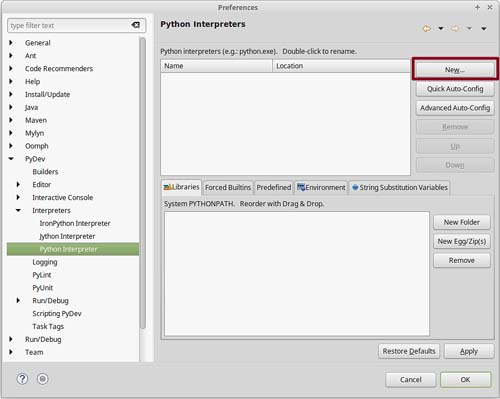 Preferences
type filter text
General
Ant
Code Recommenders
Help
Install/Update
Java
Maven
Mylyn
Oomph
PyDev
Builders
Editor
Interactive Console
Interpreters
IronPython Interpreter
Jython Interpreter
Python Interpreter
Logging
PyLint
PyUnit
Run/Debug
Scripting PyDev
Task Tags
Run/Debug
Team
Python Interpreters
Python interpreters (e.g.: python.exe). Double-click to rename.
Name Location
New...
Quick Auto-Config
Advanced Auto-Config
Remove
Up
Down
Libraries Forced Builtins Predefined Environment String Substitution Variables
System PYTHONPATH. Reorder with Drag & Drop.
New Folder
New Egg/Zip(s)
Remove
Restore Defaults Apply
Cancel OK